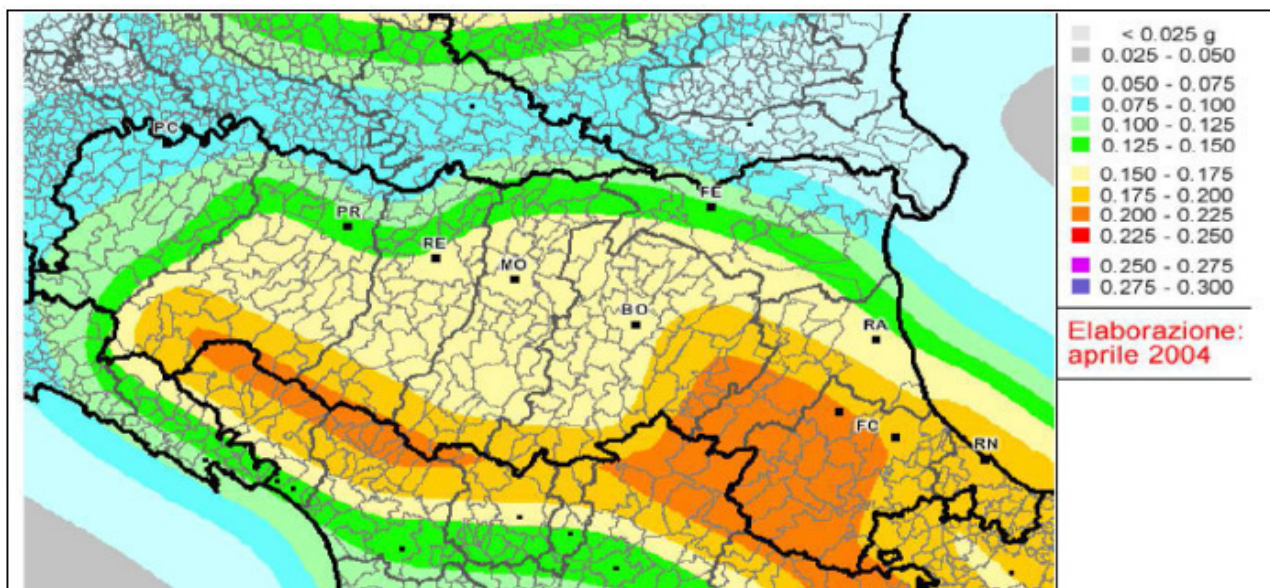 PC
PR
RE
MO
FE
BO
RA
FC
RN
< 0.025 g
0.025 - 0.050
0.050 - 0.075
0.075 - 0.100
0.100 - 0.125
0.125 - 0.150
0.150 - 0.175
0.175 - 0.200
0.200 - 0.225
0.225 - 0.250
0.250 - 0.275
0.275 - 0.300
Elaborazione:
aprile 2004